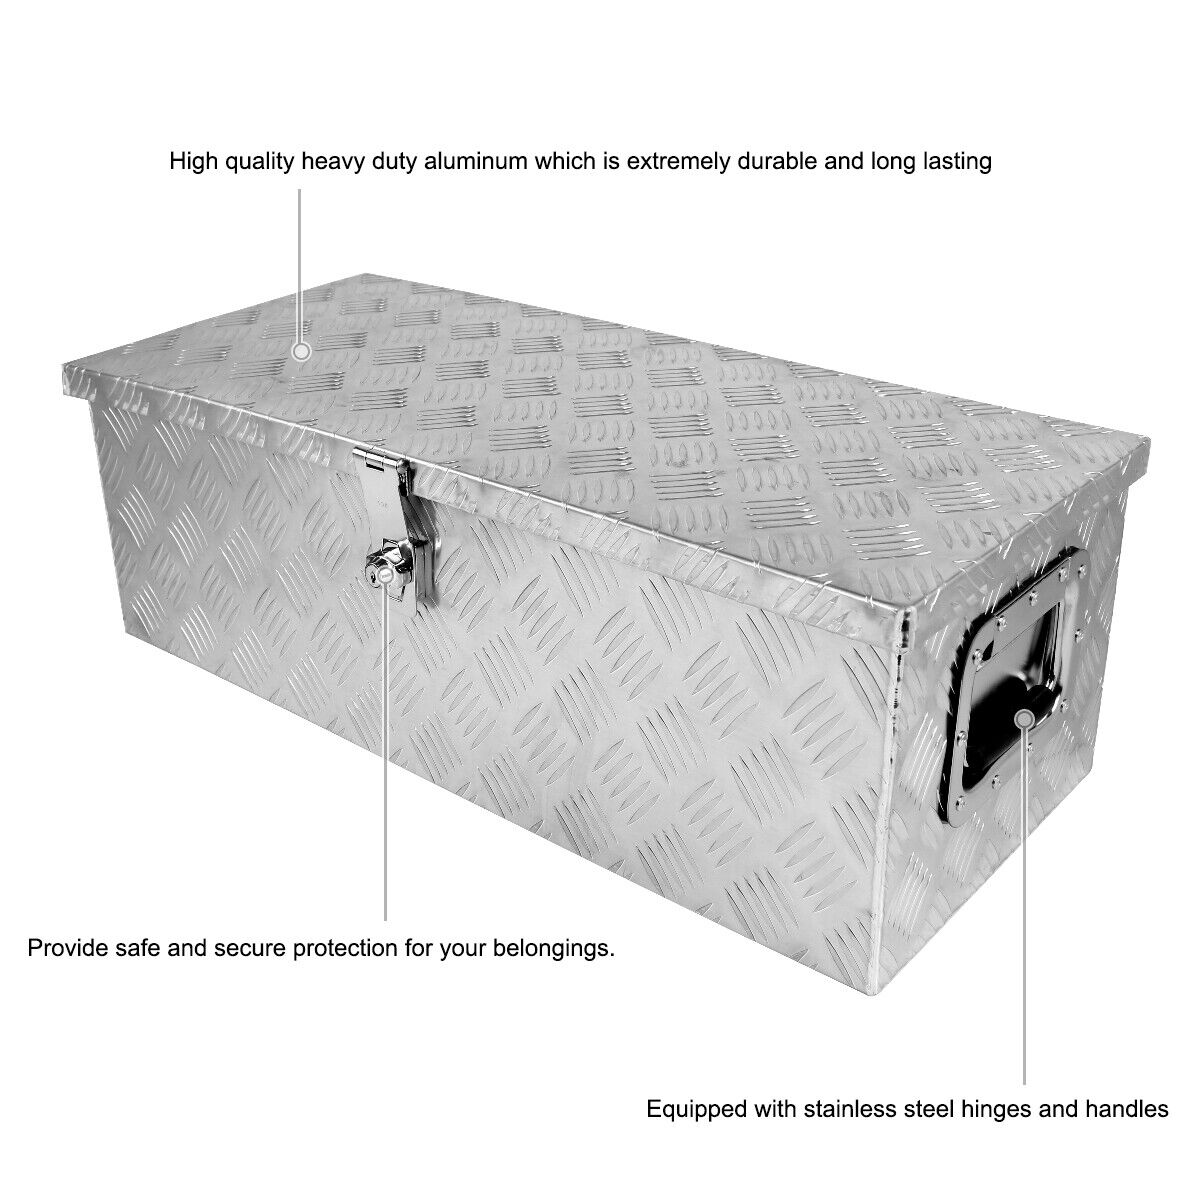 High quality heavy duty aluminum which is extremely durable and long lasting
Provide safe and secure protection for your belongings.
Equipped with stainless steel hinges and handles